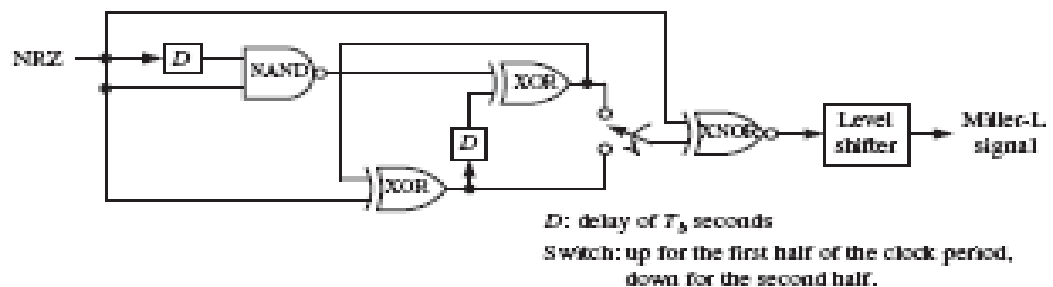 NRZ
D
NAND
XOR
D
XOR
XNOR
Level
shifter
Miller-L
signal
D: delay of T_b seconds
Switch: up for the first half of the clock period,
down for the second half.